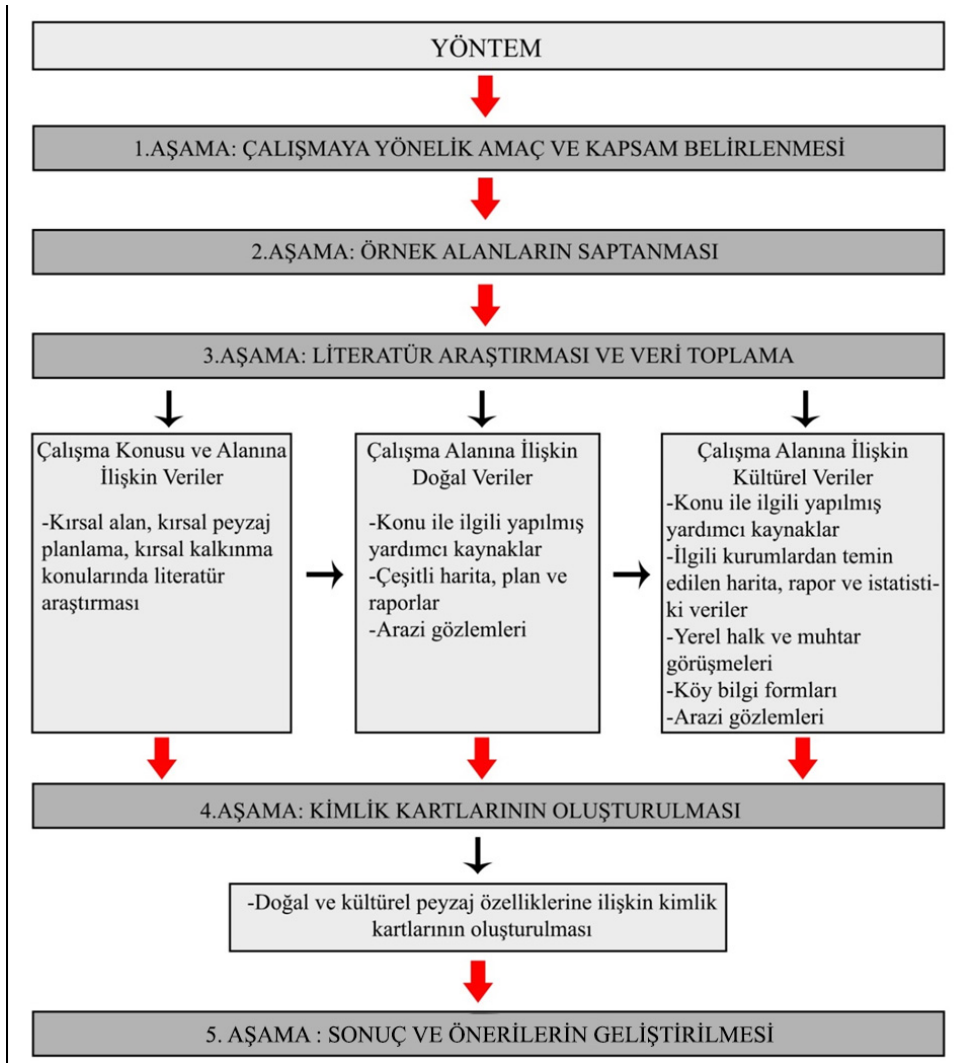 YÖNTEM
1.AŞAMA: ÇALIŞMAYA YÖNELİK AMAÇ VE KAPSAM BELİRLENMESİ
2.AŞAMA: ÖRNEK ALANLARIN SAPTANMASI
3.AŞAMA: LİTERATÜR ARAŞTIRMASI VE VERİ TOPLAMA
Çalışma Konusu ve Alanına
İlişkin Veriler
-Kırsal alan, kırsal peyzaj
planlama, kırsal kalkınma
konularında literatür
araştırması
Çalışma Alanına İlişkin
Doğal Veriler
-Konu ile ilgili yapılmış
yardımcı kaynaklar
-Çeşitli harita, plan ve
raporlar
-Arazi gözlemleri
Çalışma Alanına İlişkin
Kültürel Veriler
-Konu ile ilgili yapılmış
yardımcı kaynaklar
-İlgili kurumlardan temin
edilen harita, rapor ve istatisti-
ki veriler
-Yerel halk ve muhtar
görüşmeleri
-Köy bilgi formları
-Arazi gözlemleri
4.AŞAMA: KİMLİK KARTLARININ OLUŞTURULMASI
-Doğal ve kültürel peyzaj özelliklerine ilişkin kimlik
kartlarının oluşturulması
5. AŞAMA : SONUÇ VE ÖNERİLERİN GELİŞTİRİLMESİ